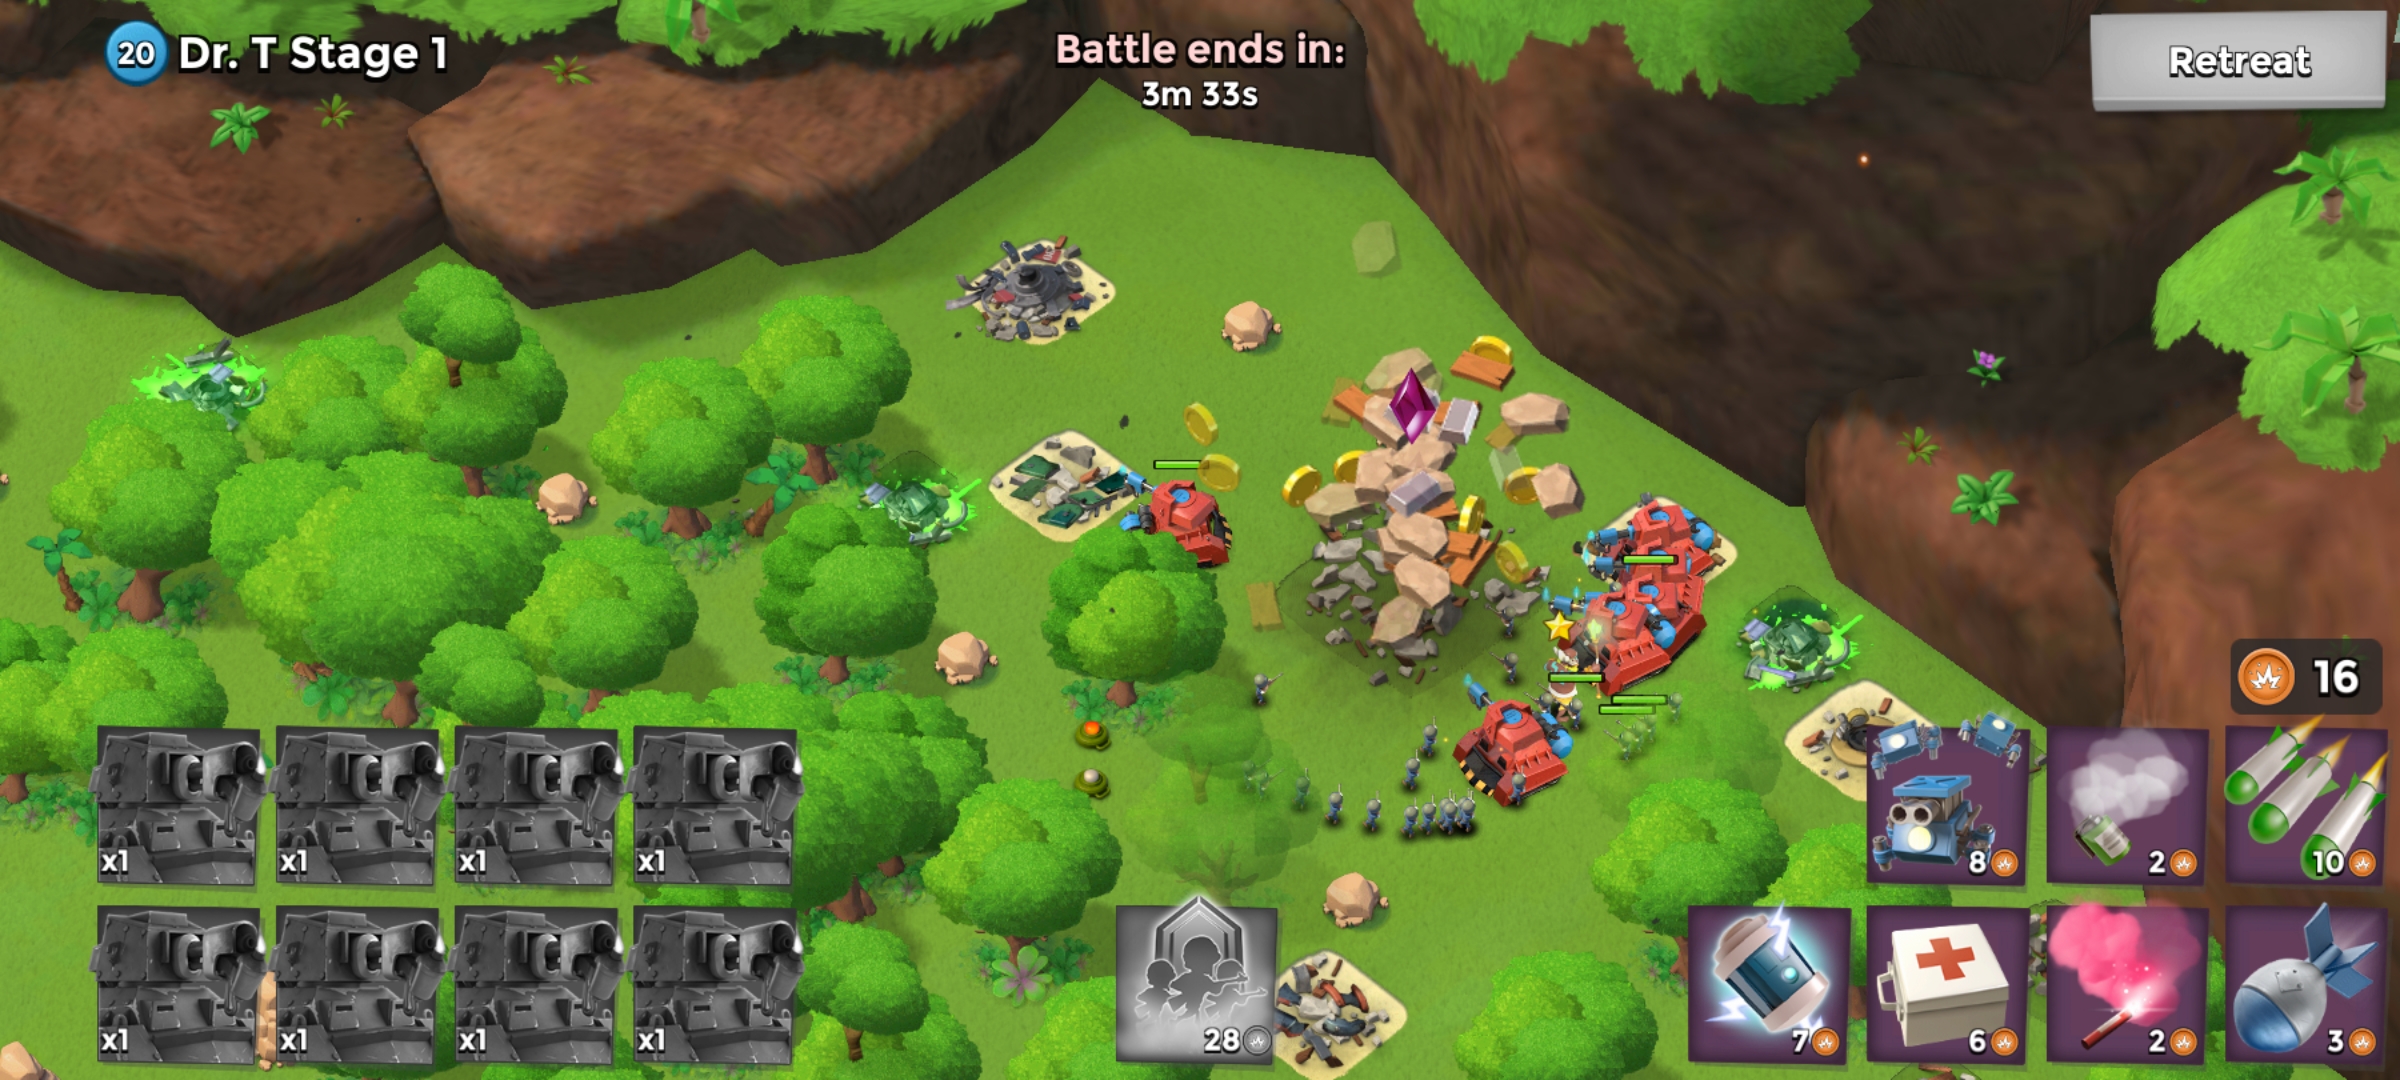 20 Dr. T Stage 1
Battle ends in:
3m 33s
Retreat
16
x1 x1 x1 x1
8 2 10
x1 x1 x1 x1
28
7 6 2 3